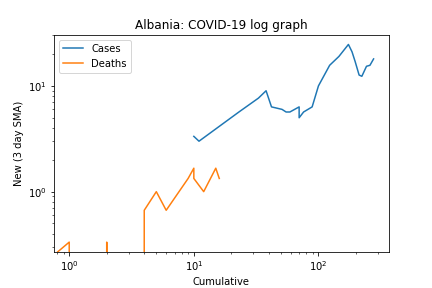 Albania: COVID-19 log graph
Cases
Deaths
New (3 day SMA)
10¹
10⁰
10⁰
10¹
10²
Cumulative